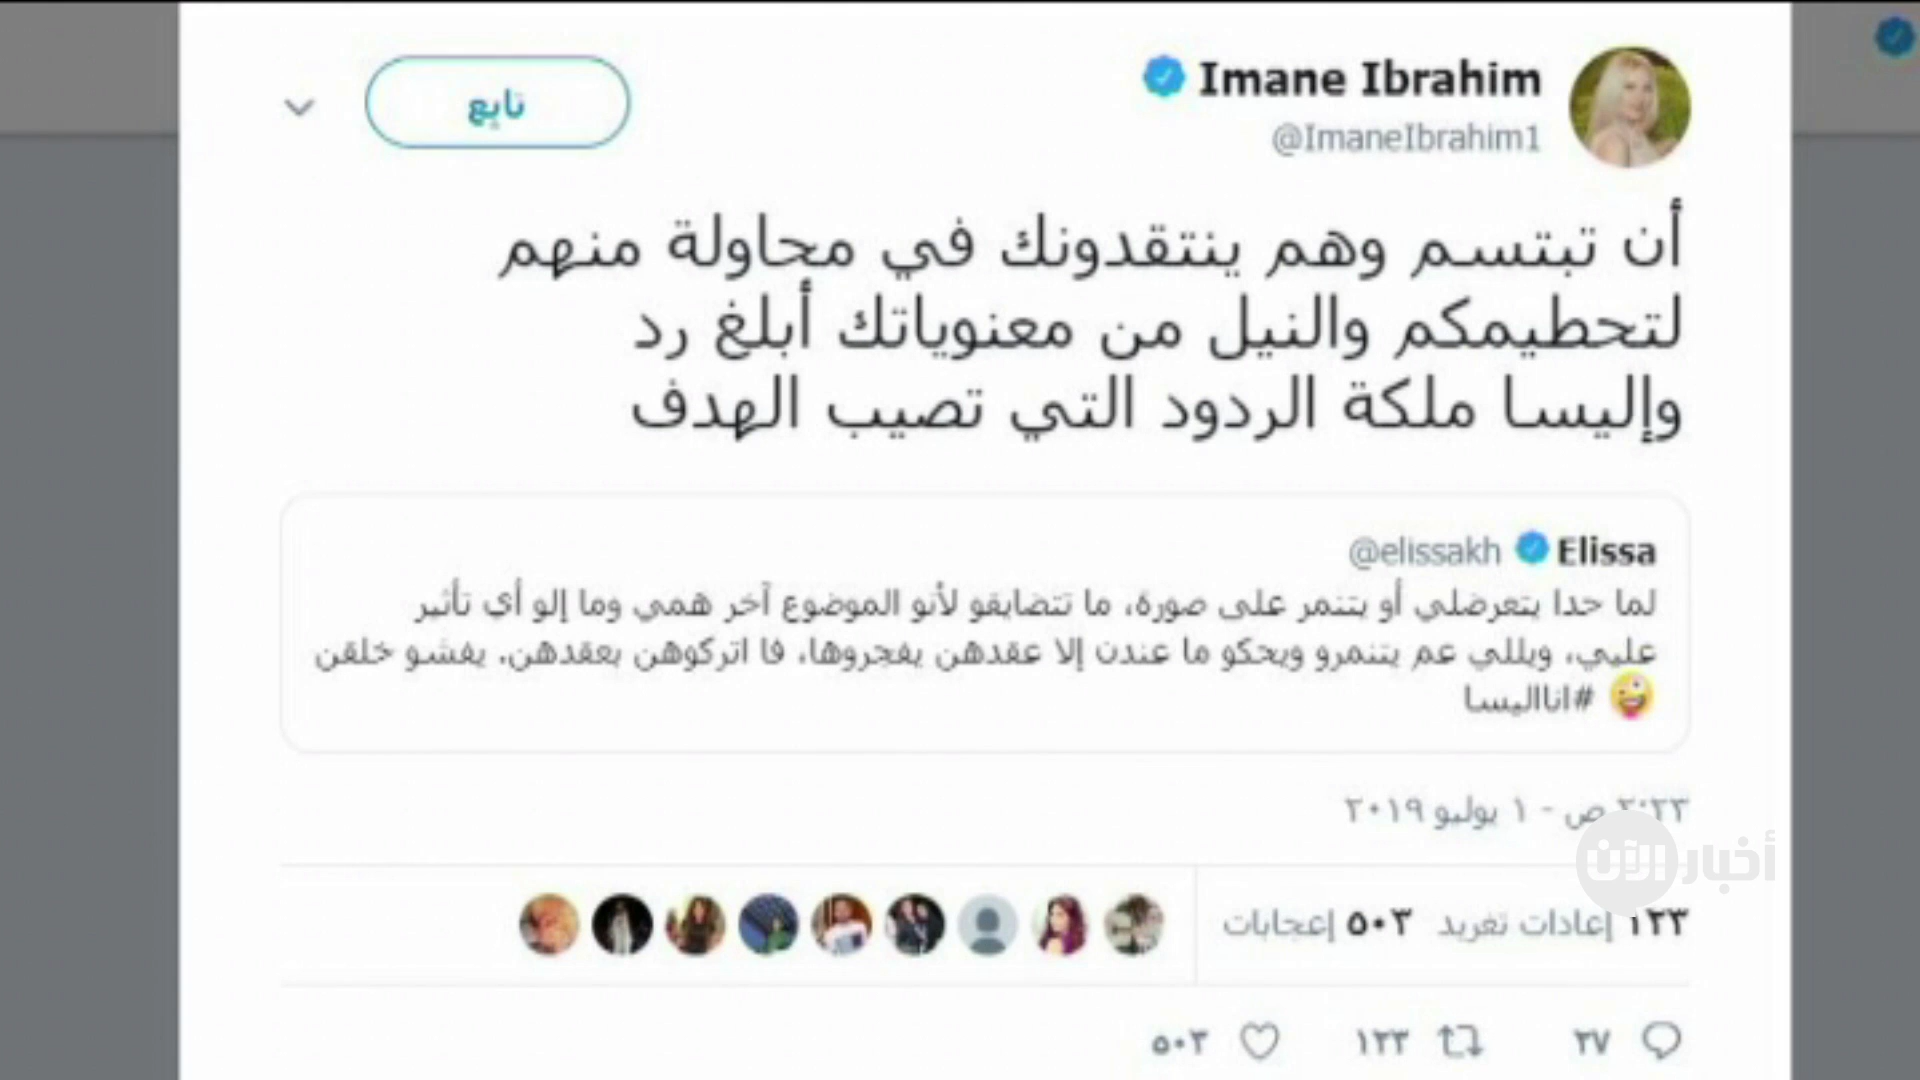 Imane Ibrahim
@ImaneIbrahim1
تابع
أن تبتسم وهم ينتقدونك في محاولة منهم
لتحطيمكم والنيل من معنوياتك أبلغ رد
وإليسا ملكة الردود التي تصيب الهدف
Elissa @elissakh
لما حدا يتعرضلي أو يتنمر على صورة، ما تتضايقو لأنو الموضوع آخر همي وما إلو أي تأثير
عليي، ويللي عم يتنمرو ويحكو ما عندن إلا عقدهن يفجروها، فا اتركوهن بعقدهن. يفشو خلقن
#انااليسا
٢:٢٣ ص - ١ يوليو ٢٠١٩
أخبار الآن
١٢٣ إعادات تغريد ٥٠٣ إعجابات
٢٧ ١٢٣ ٥٠٣